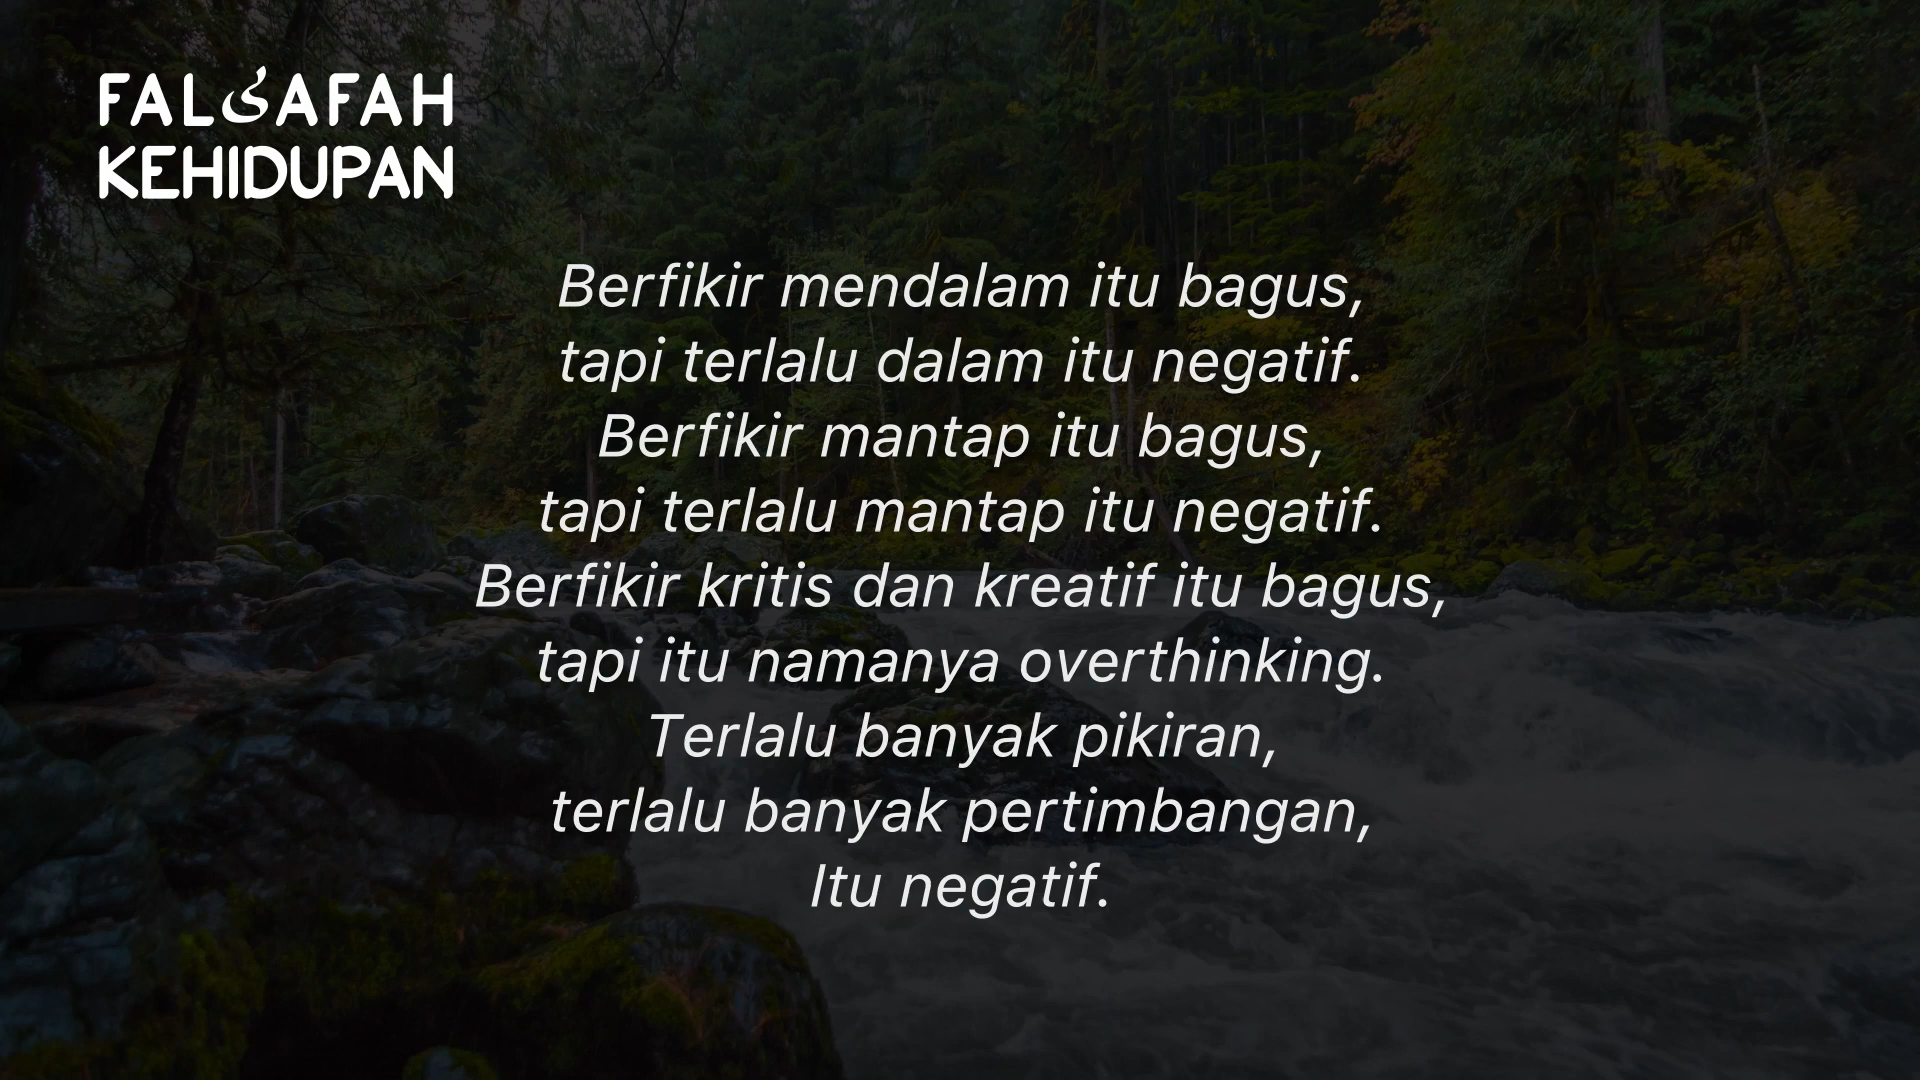 FALSAFAH
KEHIDUPAN
Berfikir mendalam itu bagus,
tapi terlalu dalam itu negatif.
Berfikir mantap itu bagus,
tapi terlalu mantap itu negatif.
Berfikir kritis dan kreatif itu bagus,
tapi itu namanya overthinking.
Terlalu banyak pikiran,
terlalu banyak pertimbangan,
Itu negatif.